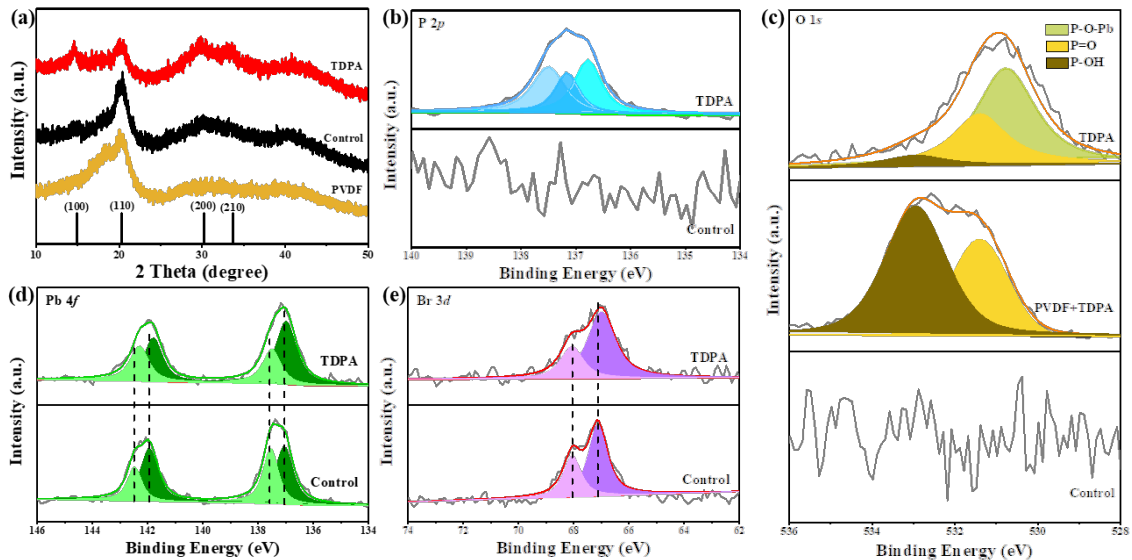 (a)
TDPA
Control
PVDF
(100)
(110)
(200)
(210)
10
20
30
40
50
2 Theta (degree)
Intensity (a.u.)
(b)
P 2p
TDPA
Control
140
139
138
137
136
135
134
Binding Energy (eV)
Intensity (a.u.)
(c)
O 1s
P-O-Pb
P=O
P-OH
TDPA
PVDF+TDPA
Control
536
534
532
530
528
Binding Energy (eV)
Intensity (a.u.)
(d)
Pb 4f
TDPA
Control
146
144
142
140
138
136
134
Binding Energy (eV)
Intensity (a.u.)
(e)
Br 3d
TDPA
Control
74
72
70
68
66
64
62
Binding Energy (eV)
Intensity (a.u.)